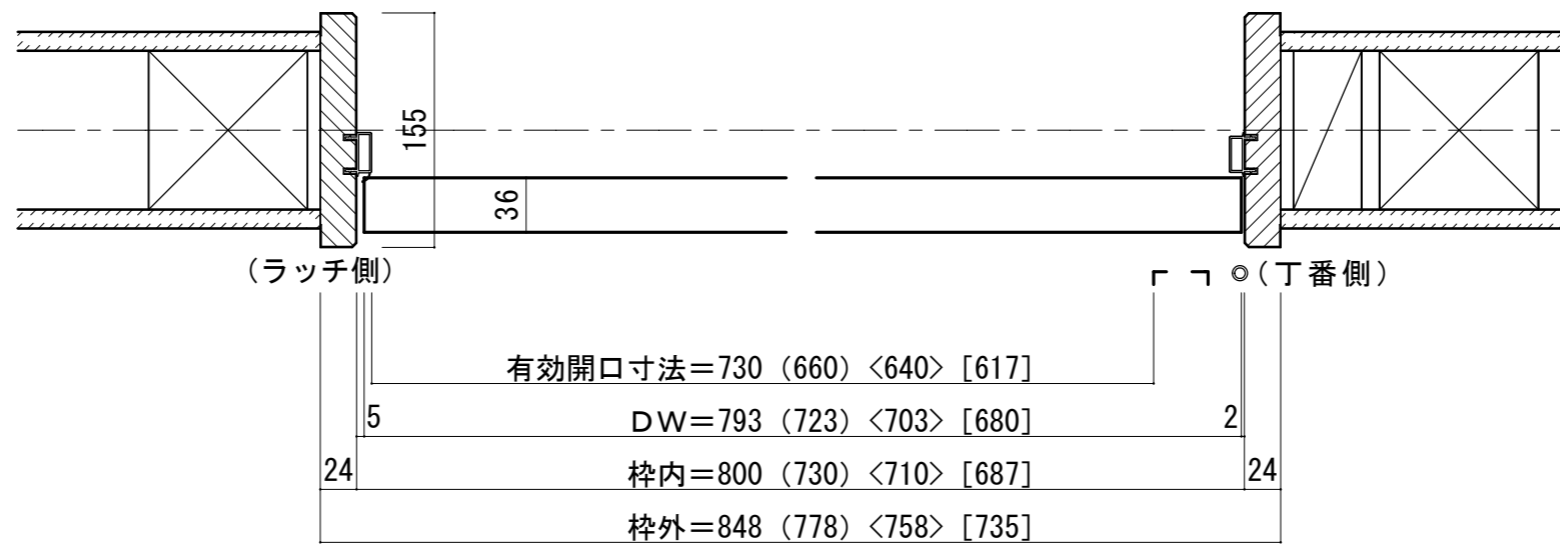 155
36
(ラッチ側)
◎(丁番側)
有効開口寸法=730 (660) <640> [617]
5
DW=793 (723) <703> [680]
2
24
枠内=800 (730) <710> [687]
24
枠外=848 (778) <758> [735]